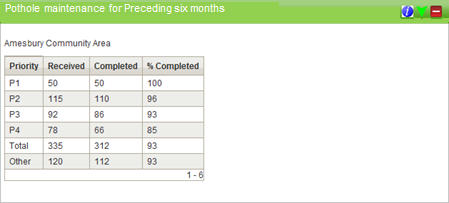 Pothole maintenance for Preceding six months
Amesbury Community Area
Priority Received Completed % Completed
P1 50 50 100
P2 115 110 96
P3 92 86 93
P4 78 66 85
Total 335 312 93
Other 120 112 93
1 - 6